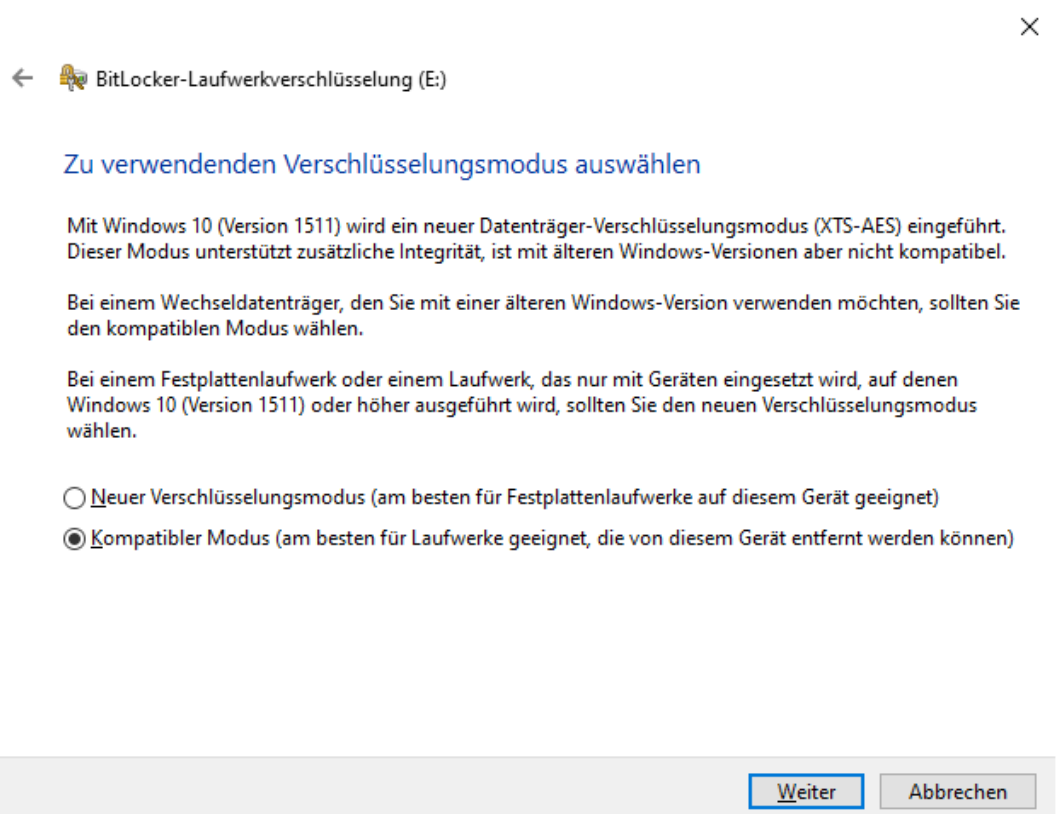 BitLocker-Laufwerkverschlüsselung (E:)
Zu verwendenden Verschlüsselungsmodus auswählen
Mit Windows 10 (Version 1511) wird ein neuer Datenträger-Verschlüsselungsmodus (XTS-AES) eingeführt.
Dieser Modus unterstützt zusätzliche Integrität, ist mit älteren Windows-Versionen aber nicht kompatibel.
Bei einem Wechseldatenträger, den Sie mit einer älteren Windows-Version verwenden möchten, sollten Sie
den kompatiblen Modus wählen.
Bei einem Festplattenlaufwerk oder einem Laufwerk, das nur mit Geräten eingesetzt wird, auf denen
Windows 10 (Version 1511) oder höher ausgeführt wird, sollten Sie den neuen Verschlüsselungsmodus
wählen.
Neuer Verschlüsselungsmodus (am besten für Festplattenlaufwerke auf diesem Gerät geeignet)
Kompatibler Modus (am besten für Laufwerke geeignet, die von diesem Gerät entfernt werden können)
Weiter Abbrechen